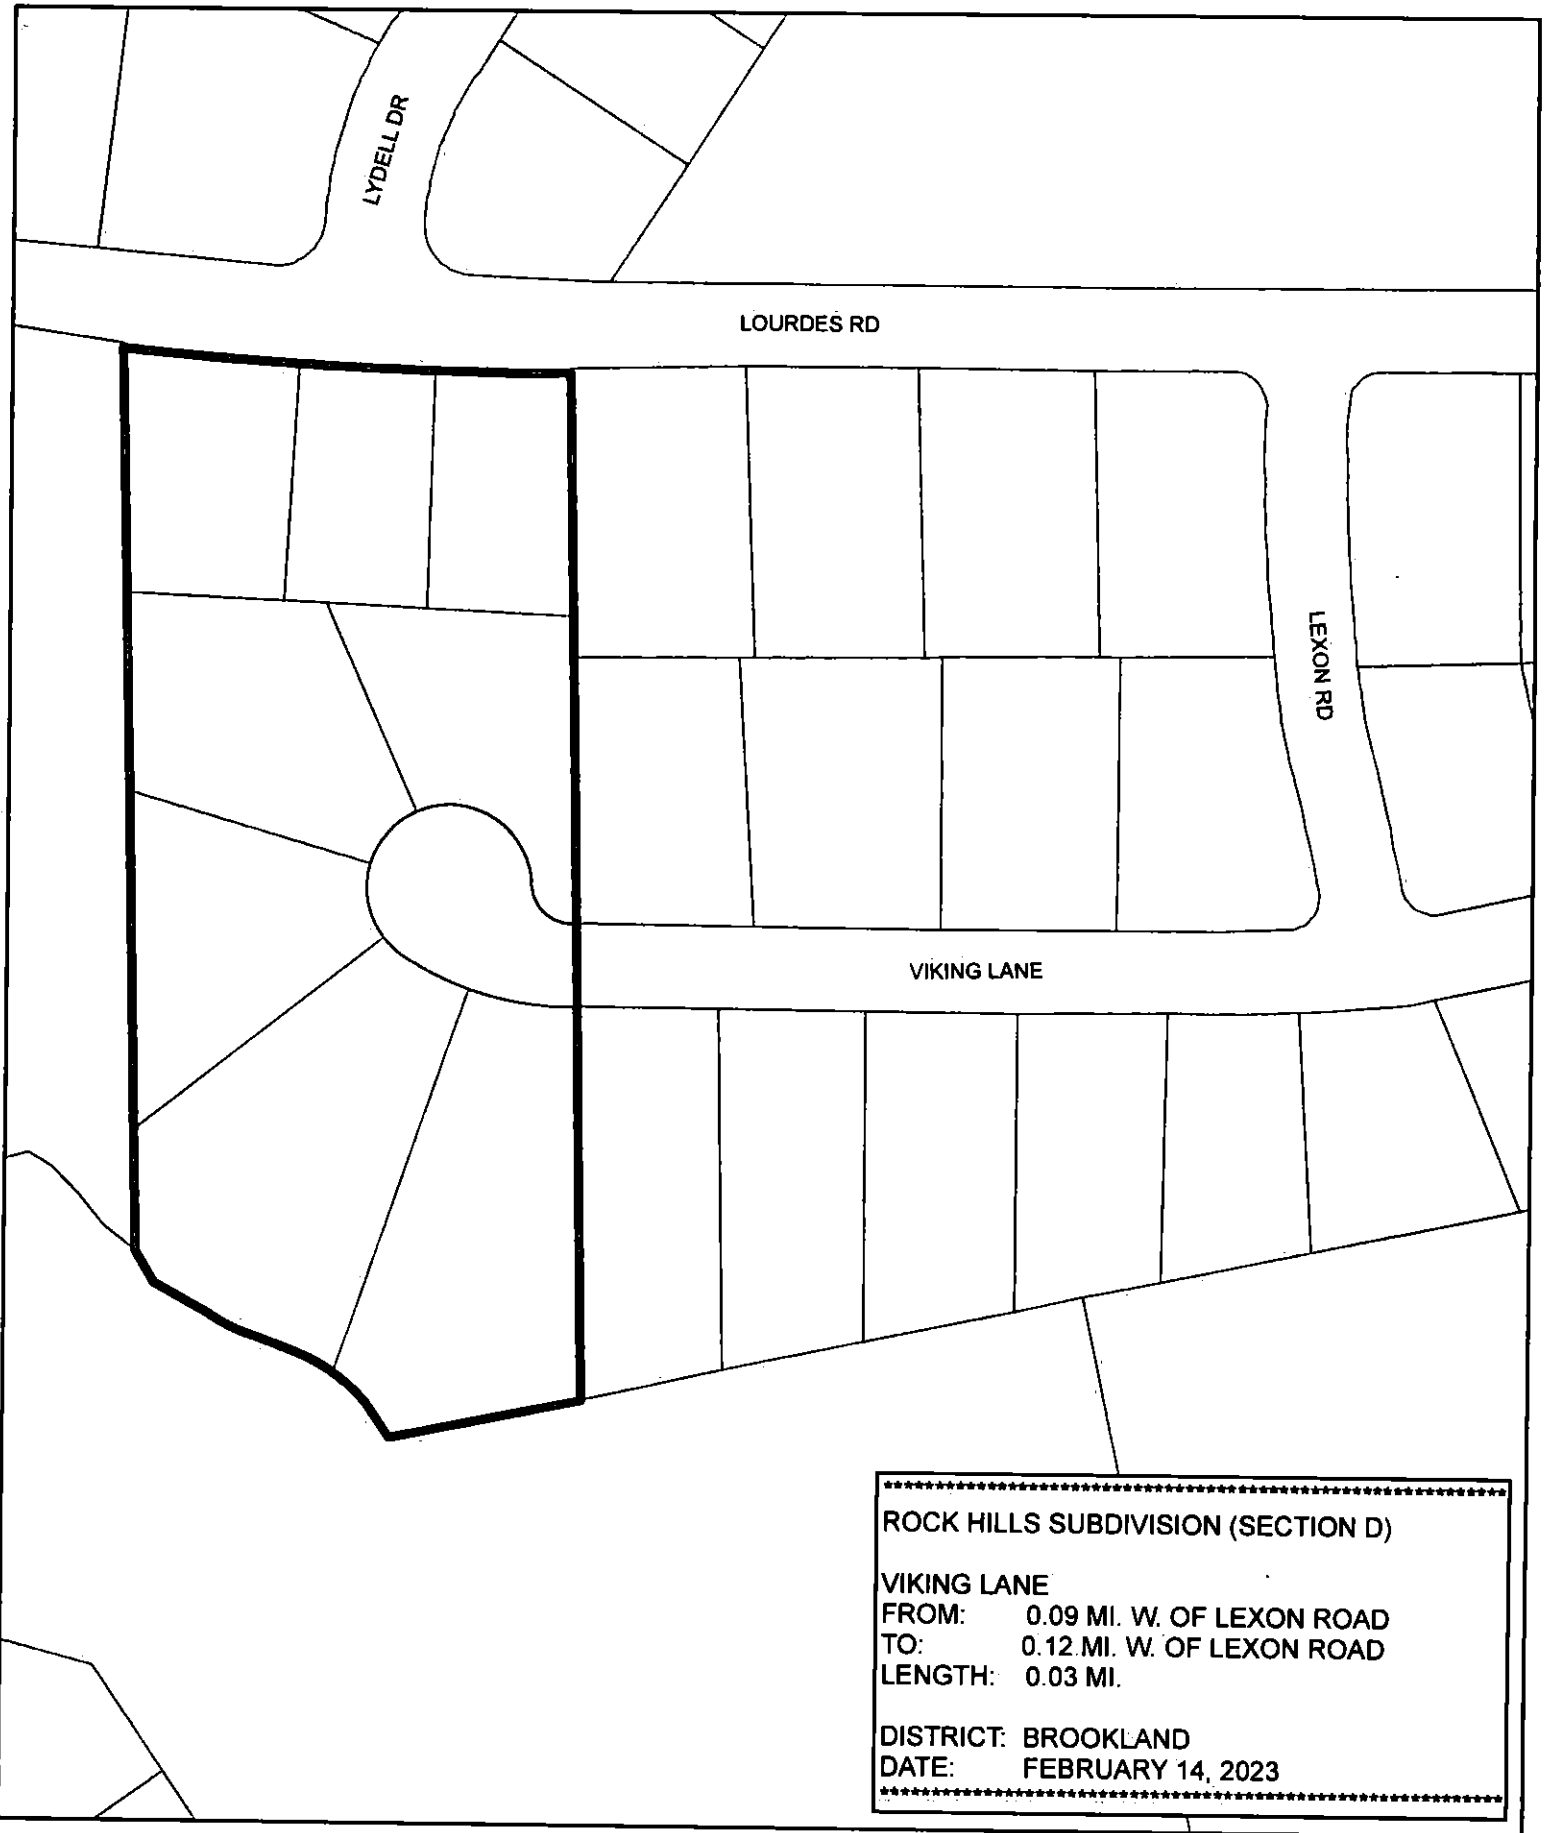 LYDELL DR
LOURDES RD
LEXON RD
VIKING LANE
************************************************************
ROCK HILLS SUBDIVISION (SECTION D)
VIKING LANE
FROM: 0.09 MI. W. OF LEXON ROAD
TO: 0.12 MI. W. OF LEXON ROAD
LENGTH: 0.03 MI.
DISTRICT: BROOKLAND
DATE: FEBRUARY 14, 2023
************************************************************